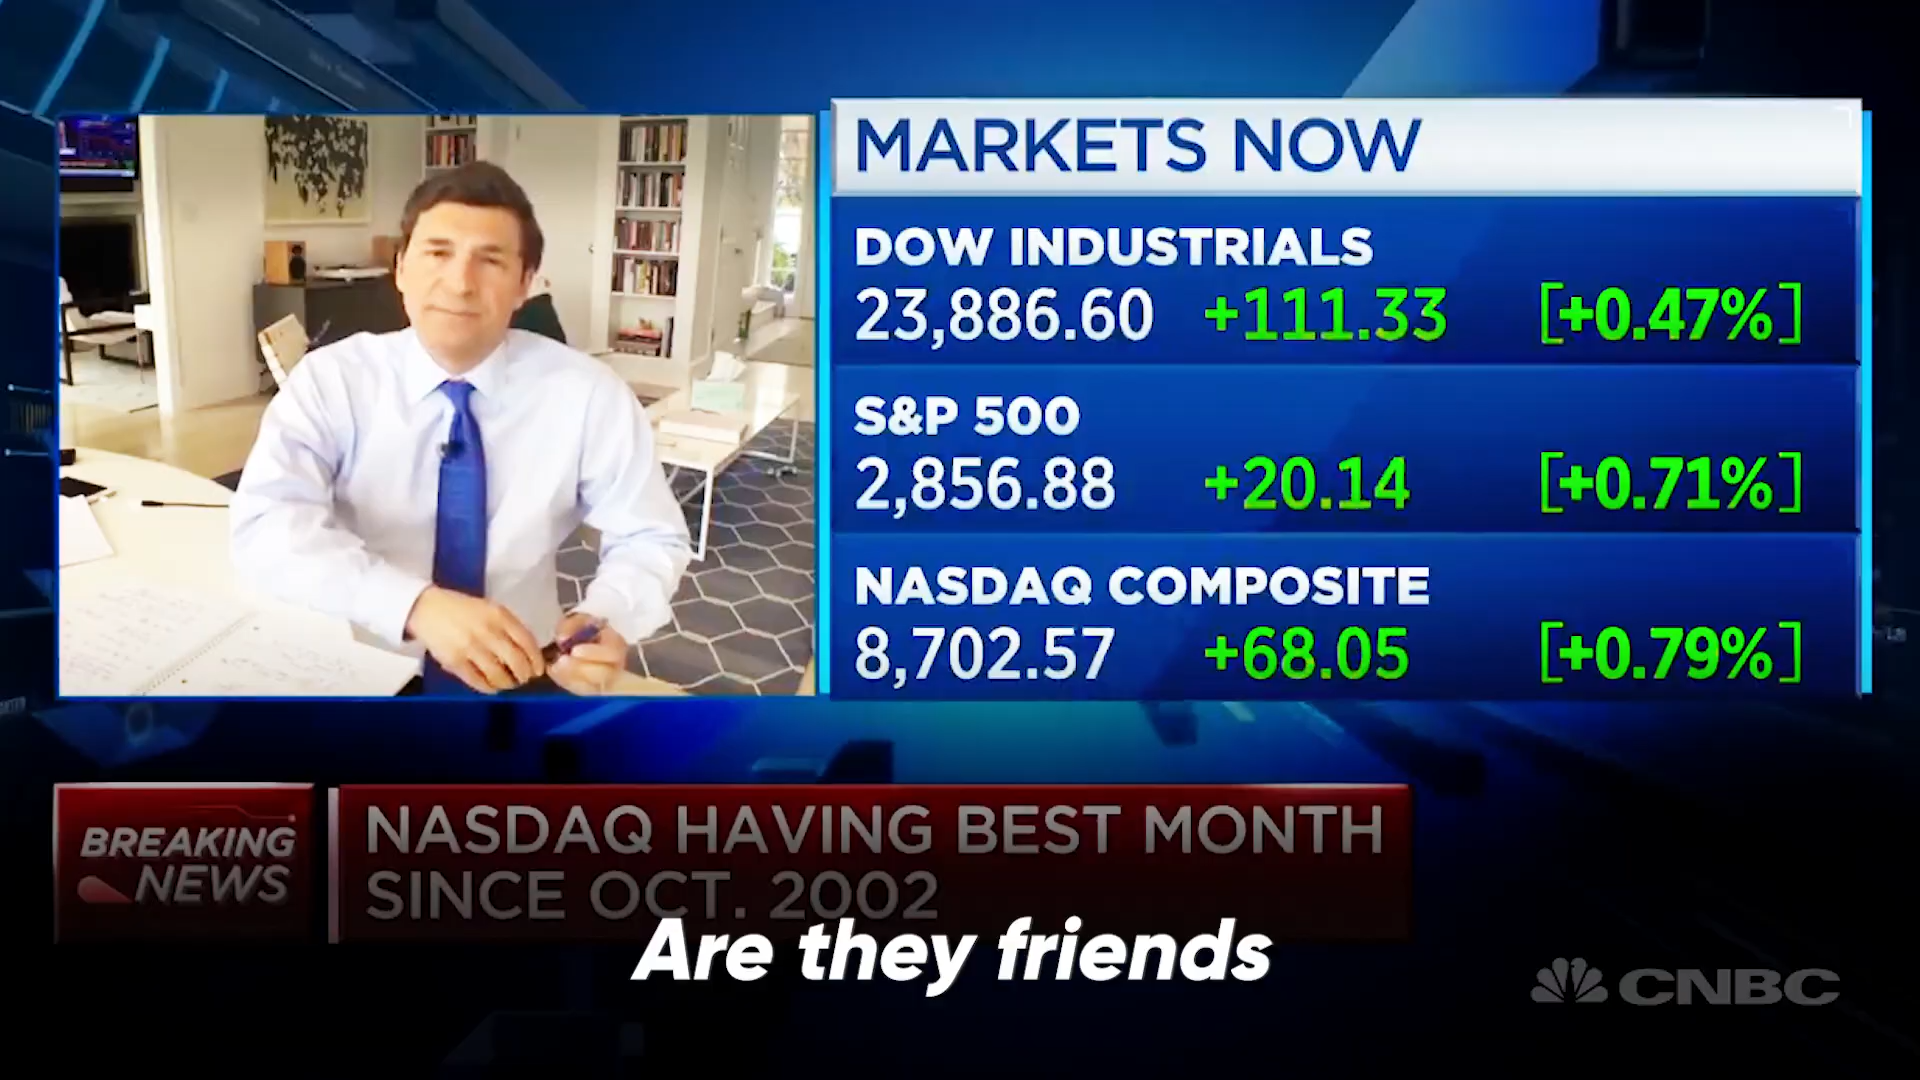 MARKETS NOW
DOW INDUSTRIALS
23,886.60 +111.33 [+0.47%]
S&P 500
2,856.88 +20.14 [+0.71%]
NASDAQ COMPOSITE
8,702.57 +68.05 [+0.79%]
BREAKING
NEWS
NASDAQ HAVING BEST MONTH
SINCE OCT. 2002
Are they friends
CNBC